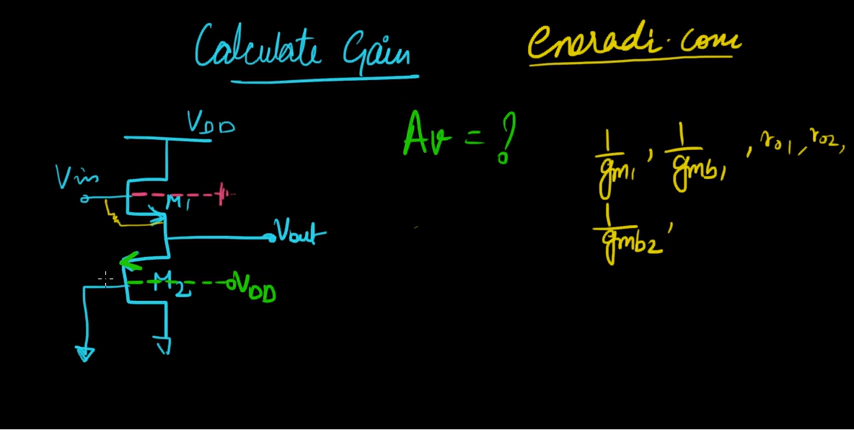 Calculate Gain
eneradi.com
VDD
Av = ?
1/gm1, 1/gmb1, ro1, ro2,
Vin
M1
1/gmb2,
Vout
M2
VDD